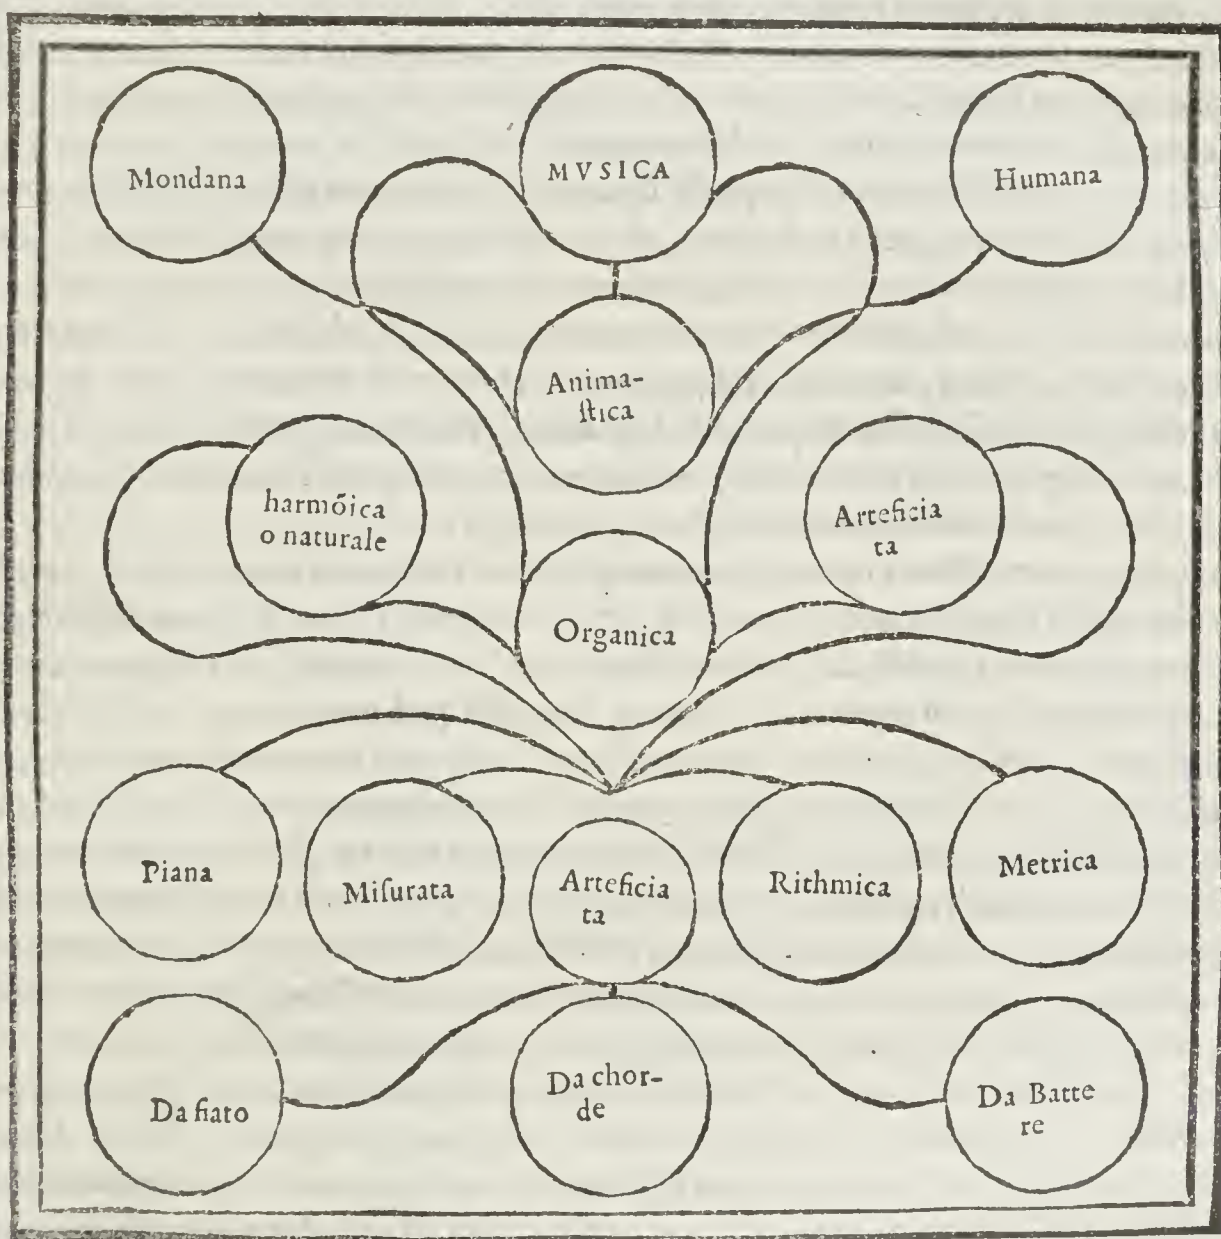 Mondana
MVSICA
Humana
Anima-
ſtica
harmõica
o naturale
Arteficia
ta
Organica
Piana
Miſurata
Arteficia
ta
Rithmica
Metrica
Da fiato
Da chor-
de
Da Batte
re